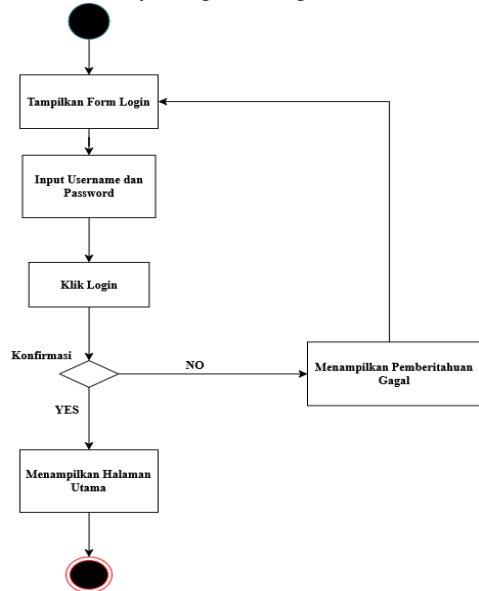 Tampilkan Form Login
Input Username dan
Password
Klik Login
Konfirmasi
NO
Menampilkan Pemberitahuan
Gagal
YES
Menampilkan Halaman
Utama